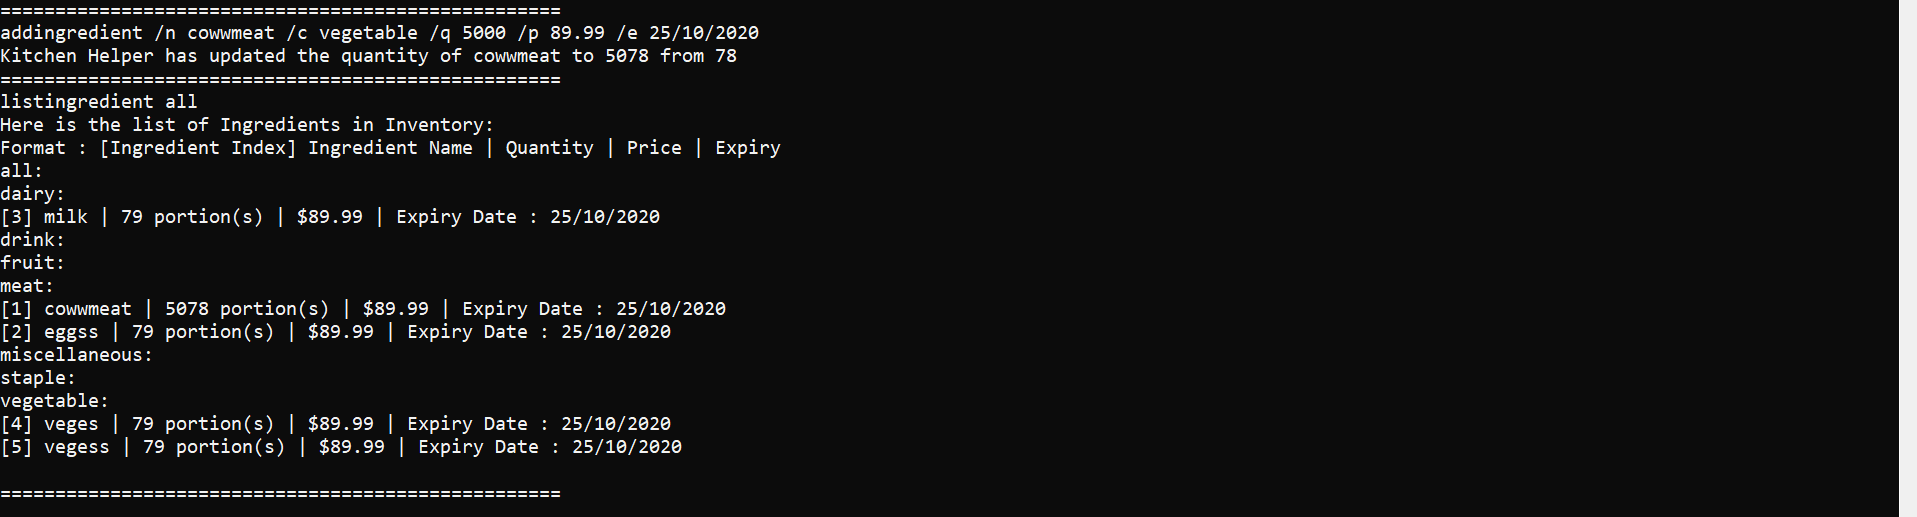 ===================================================
addingredient /n cowwmeat /c vegetable /q 5000 /p 89.99 /e 25/10/2020
Kitchen Helper has updated the quantity of cowwmeat to 5078 from 78
===================================================
listingredient all
Here is the list of Ingredients in Inventory:
Format : [Ingredient Index] Ingredient Name | Quantity | Price | Expiry
all:
dairy:
[3] milk | 79 portion(s) | $89.99 | Expiry Date : 25/10/2020
drink:
fruit:
meat:
[1] cowwmeat | 5078 portion(s) | $89.99 | Expiry Date : 25/10/2020
[2] eggss | 79 portion(s) | $89.99 | Expiry Date : 25/10/2020
miscellaneous:
staple:
vegetable:
[4] veges | 79 portion(s) | $89.99 | Expiry Date : 25/10/2020
[5] vegess | 79 portion(s) | $89.99 | Expiry Date : 25/10/2020
===================================================